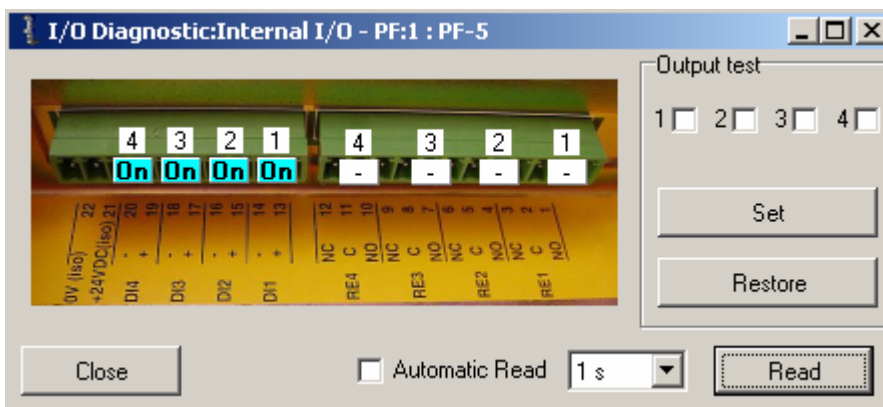 I/O Diagnostic:Internal I/O - PF:1 : PF-5
Output test
1 2 3 4
4 3 2 1 4 3 2 1
On On On On - - - -
22 21 20 19 18 17 16 15 14 13 12 11 10 9 8 7 6 5 4 3 2 1
0V (iso) +24VDC(iso) - + - + - + - + NC C NO NC C NO NC C NO NC C NO
DI4 DI3 DI2 DI1 RE4 RE3 RE2 RE1
Set
Restore
Close
Automatic Read
1 s
Read